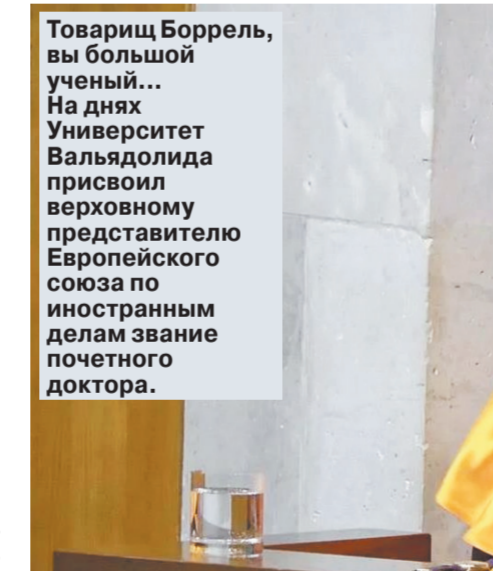 Товарищ Боррель,
вы большой
ученый...
На днях
Университет
Вальядолида
присвоил
верховному
представителю
Европейского
союза по
иностранным
делам звание
почетного
доктора.